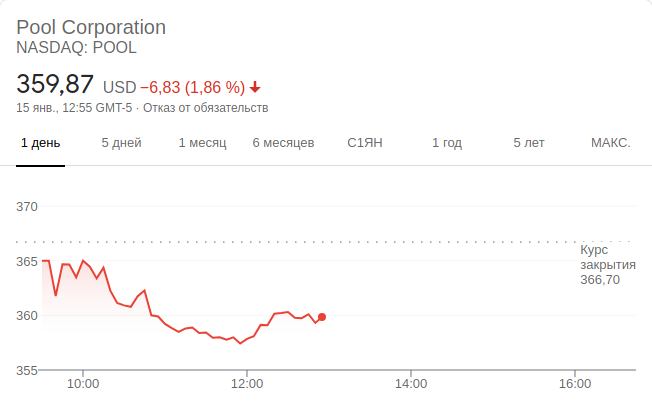 Pool Corporation
NASDAQ: POOL
359,87 USD −6,83 (1,86 %)
15 янв., 12:55 GMT-5 · Отказ от обязательств
1 день 5 дней 1 месяц 6 месяцев С1ЯН 1 год 5 лет МАКС.
370
365
360
355
Курс
закрытия
366,70
10:00 12:00 14:00 16:00